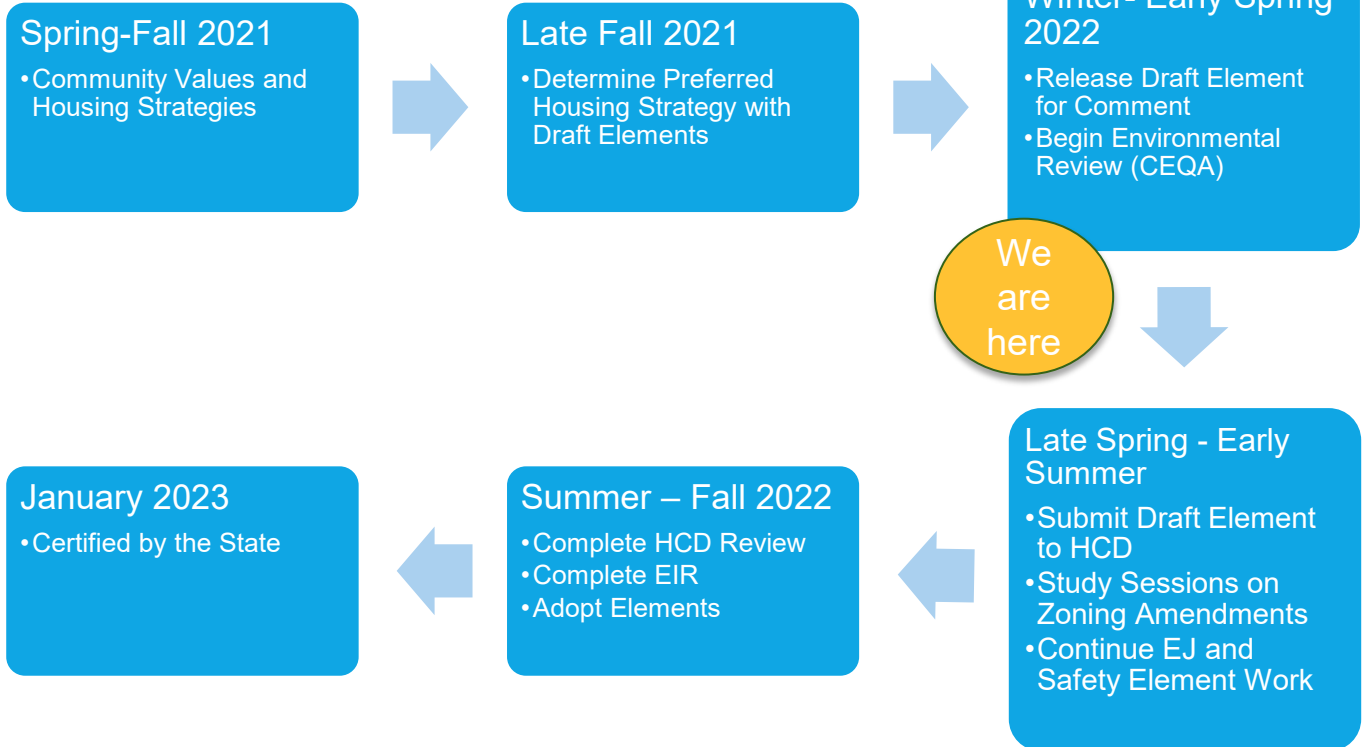 Spring-Fall 2021
•Community Values and
Housing Strategies
Late Fall 2021
•Determine Preferred
Housing Strategy with
Draft Elements
Winter- Early Spring
2022
•Release Draft Element
for Comment
•Begin Environmental
Review (CEQA)
We
are
here
Late Spring - Early
Summer
•Submit Draft Element
to HCD
•Study Sessions on
Zoning Amendments
•Continue EJ and
Safety Element Work
Summer – Fall 2022
•Complete HCD Review
•Complete EIR
•Adopt Elements
January 2023
•Certified by the State